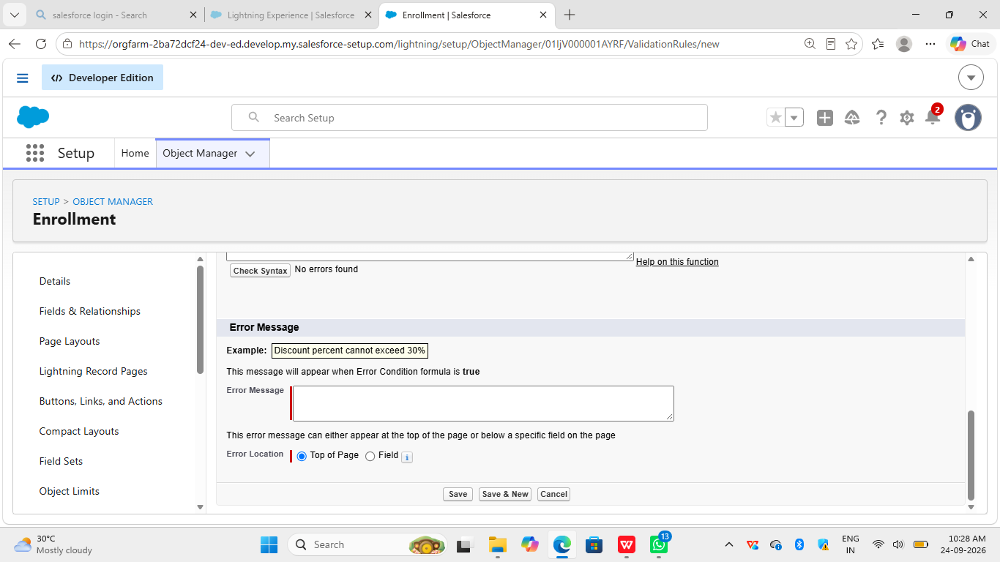 salesforce login - Search
Lightning Experience | Salesforce
Enrollment | Salesforce
https://orgfarm-2ba72dcf24-dev-ed.develop.my.salesforce-setup.com/lightning/setup/ObjectManager/01IjV000001AYRF/ValidationRules/new
Chat
Developer Edition
Search Setup
2
Setup
Home
Object Manager
SETUP > OBJECT MANAGER
Enrollment
Details
Fields & Relationships
Page Layouts
Lightning Record Pages
Buttons, Links, and Actions
Compact Layouts
Field Sets
Object Limits
Help on this function
Check Syntax No errors found
Error Message
Example: Discount percent cannot exceed 30%
This message will appear when Error Condition formula is true
Error Message
This error message can either appear at the top of the page or below a specific field on the page
Error Location Top of Page Field i
Save Save & New Cancel
30°C
Mostly cloudy
Search
13
ENG
IN
10:28 AM
24-09-2026